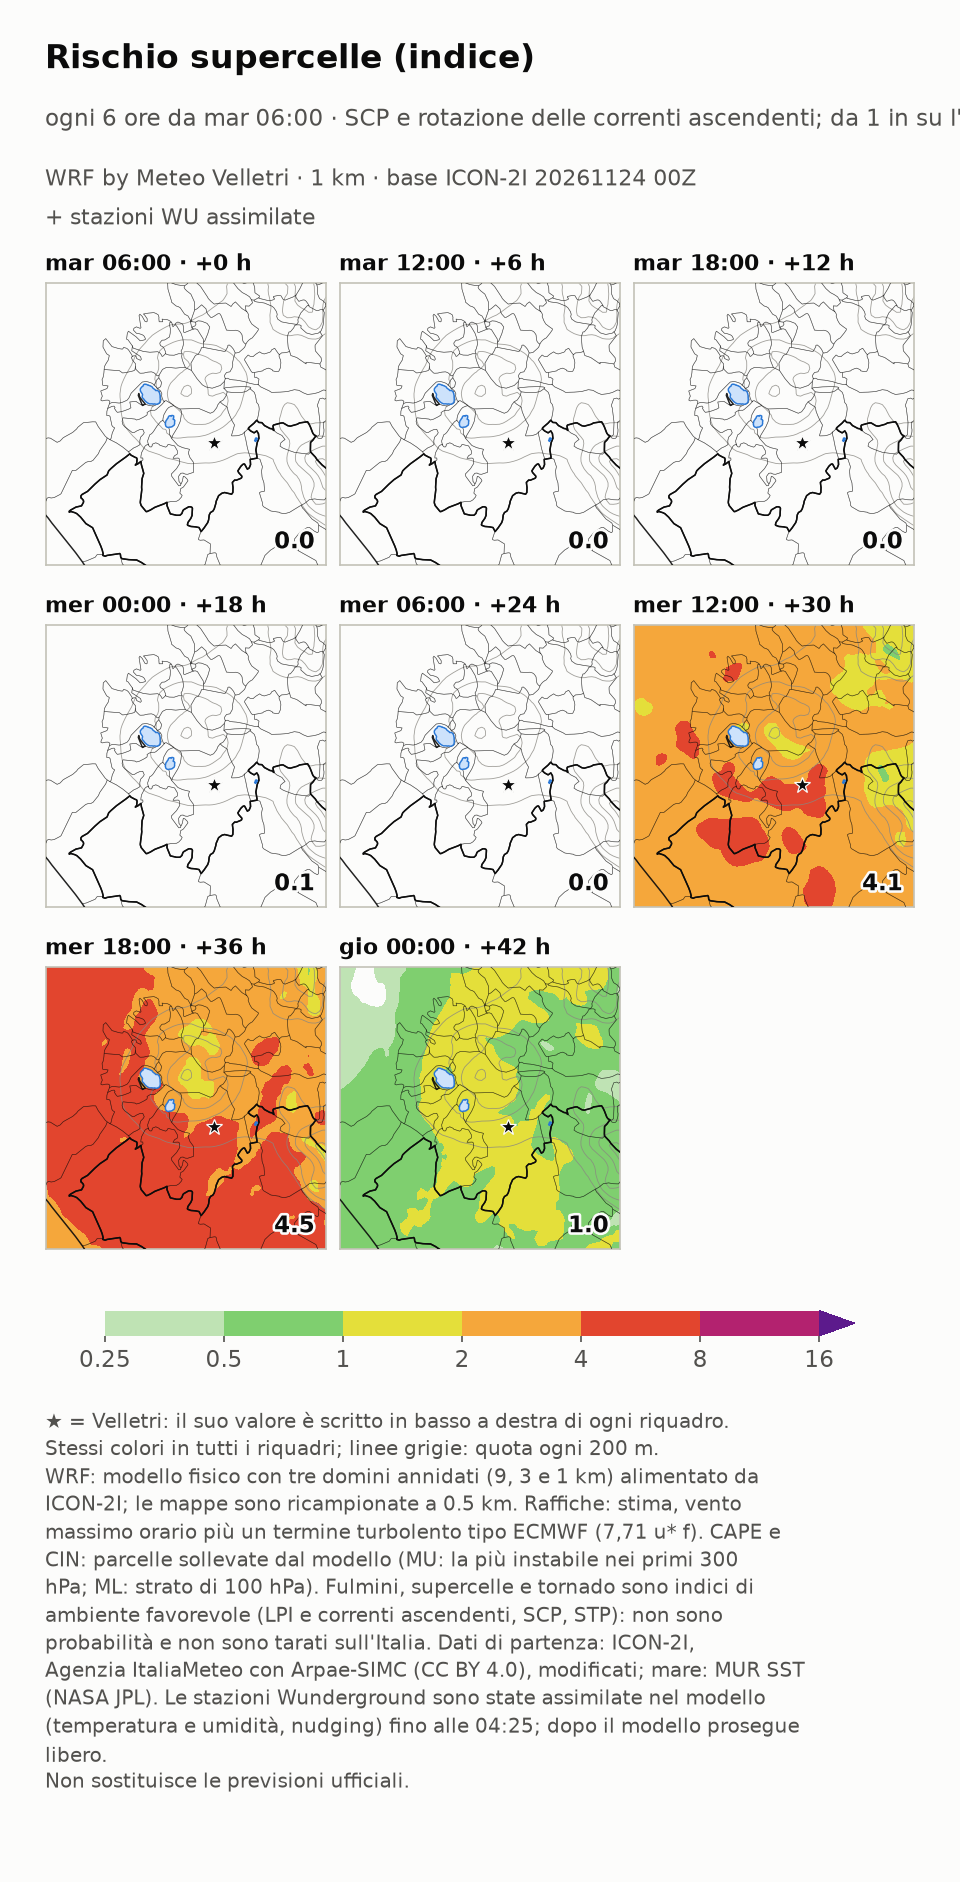 Rischio supercelle (indice)
ogni 6 ore da mar 06:00 · SCP e rotazione delle correnti ascendenti; da 1 in su l'
WRF by Meteo Velletri · 1 km · base ICON-2I 20261124 00Z
+ stazioni WU assimilate
mar 06:00 · +0 h
mar 12:00 · +6 h
mar 18:00 · +12 h
0.0
0.0
0.0
mer 00:00 · +18 h
mer 06:00 · +24 h
mer 12:00 · +30 h
0.1
0.0
4.1
mer 18:00 · +36 h
gio 00:00 · +42 h
4.5
1.0
0.25 0.5 1 2 4 8 16
★ = Velletri: il suo valore è scritto in basso a destra di ogni riquadro.
Stessi colori in tutti i riquadri; linee grigie: quota ogni 200 m.
WRF: modello fisico con tre domini annidati (9, 3 e 1 km) alimentato da
ICON-2I; le mappe sono ricampionate a 0.5 km. Raffiche: stima, vento
massimo orario più un termine turbolento tipo ECMWF (7,71 u* f). CAPE e
CIN: parcelle sollevate dal modello (MU: la più instabile nei primi 300
hPa; ML: strato di 100 hPa). Fulmini, supercelle e tornado sono indici di
ambiente favorevole (LPI e correnti ascendenti, SCP, STP): non sono
probabilità e non sono tarati sull'Italia. Dati di partenza: ICON-2I,
Agenzia ItaliaMeteo con Arpae-SIMC (CC BY 4.0), modificati; mare: MUR SST
(NASA JPL). Le stazioni Wunderground sono state assimilate nel modello
(temperatura e umidità, nudging) fino alle 04:25; dopo il modello prosegue
libero.
Non sostituisce le previsioni ufficiali.